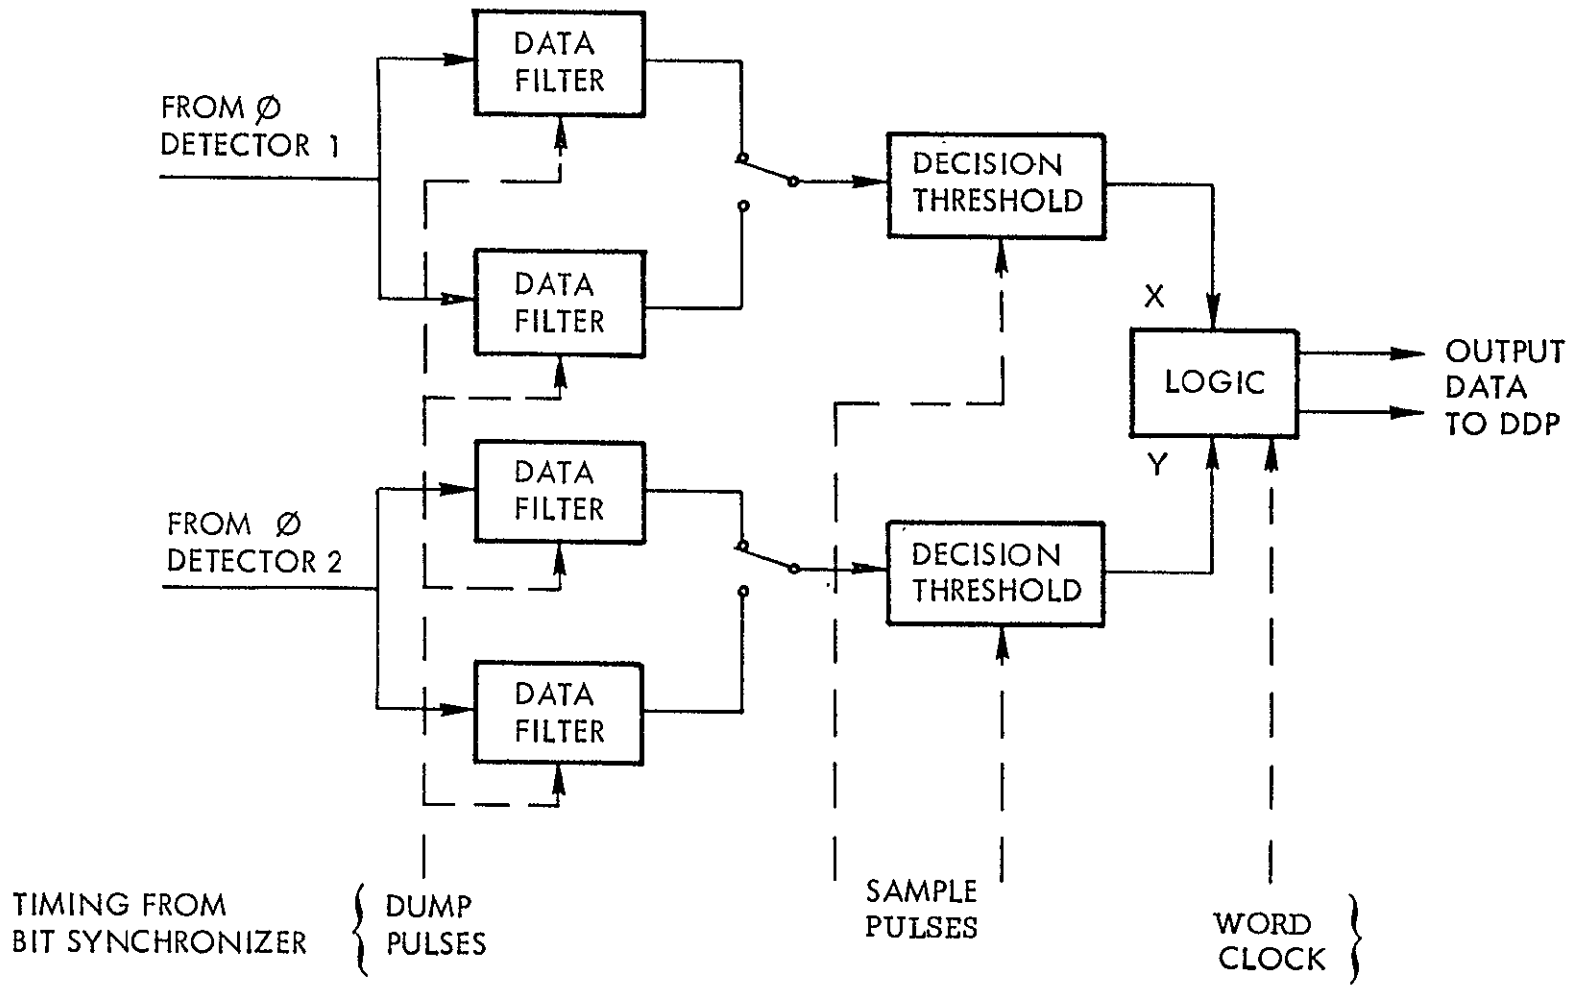 DATA
FILTER
FROM Ø
DETECTOR 1
DECISION
THRESHOLD
DATA
FILTER
X
LOGIC
OUTPUT
DATA
TO DDP
Y
DATA
FILTER
FROM Ø
DETECTOR 2
DECISION
THRESHOLD
DATA
FILTER
TIMING FROM
BIT SYNCHRONIZER
DUMP
PULSES
SAMPLE
PULSES
WORD
CLOCK